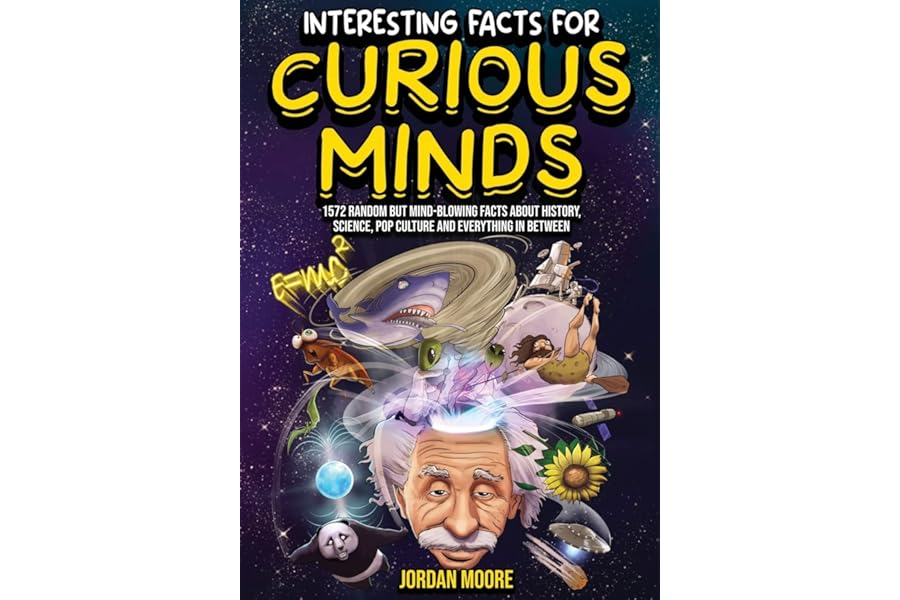 INTERESTING FACTS FOR
CURIOUS
MINDS
1572 RANDOM BUT MIND-BLOWING FACTS ABOUT HISTORY,
SCIENCE, POP CULTURE AND EVERYTHING IN BETWEEN
E=mc²
JORDAN MOORE